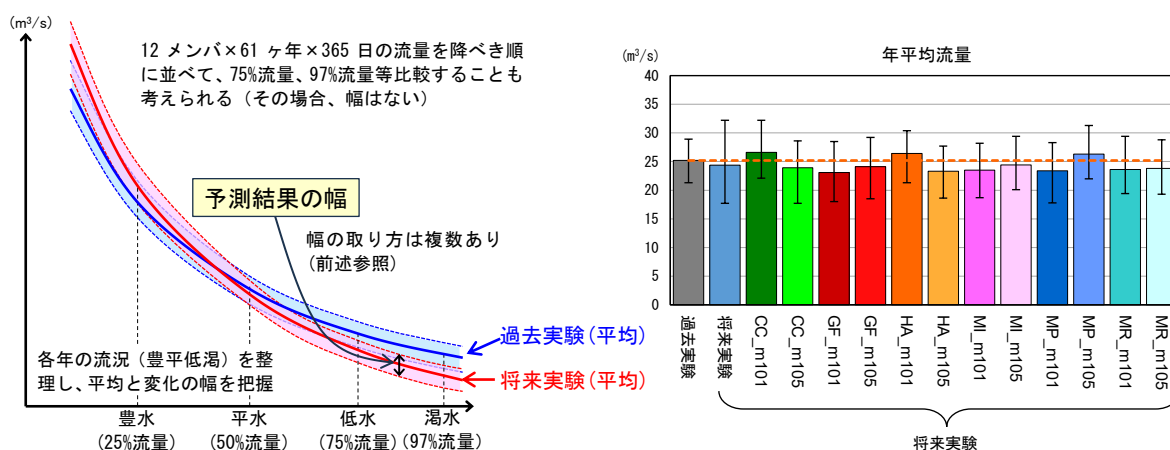 (m³/s)
12 メンバ×61 ヶ年×365 日の流量を降べき順
に並べて、75%流量、97%流量等比較することも
考えられる（その場合、幅はない）
予測結果の幅
幅の取り方は複数あり
(前述参照)
過去実験(平均)
将来実験(平均)
各年の流況（豊平低渇）を整
理し、平均と変化の幅を把握
豊水
(25%流量)
平水
(50%流量)
低水
(75%流量)
渇水
(97%流量)
(m³/s)
年平均流量
40
35
30
25
20
15
10
5
0
過去実験
将来実験
CC_m101
CC_m105
GF_m101
GF_m105
HA_m101
HA_m105
MI_m101
MI_m105
MP_m101
MP_m105
MR_m101
MR_m105
将来実験